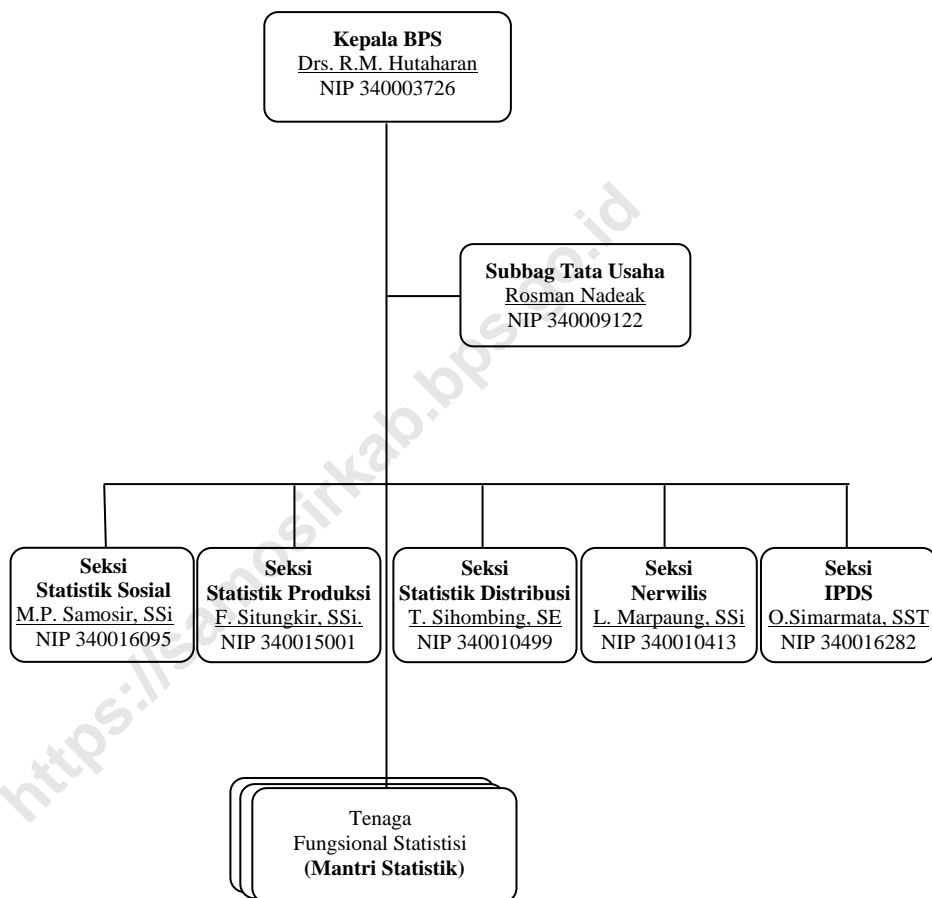 Kepala BPS
Drs. R.M. Hutaharan
NIP 340003726
Subbag Tata Usaha
Rosman Nadeak
NIP 340009122
Seksi
Statistik Sosial
M.P. Samosir, SSi
NIP 340016095
Seksi
Statistik Produksi
F. Situngkir, SSi.
NIP 340015001
Seksi
Statistik Distribusi
T. Sihombing, SE
NIP 340010499
Seksi
Nerwilis
L. Marpaung, SSi
NIP 340010413
Seksi
IPDS
O.Simarmata, SST
NIP 340016282
Tenaga
Fungsional Statistisi
(Mantri Statistik)
https://samosirkab.bps.go.id